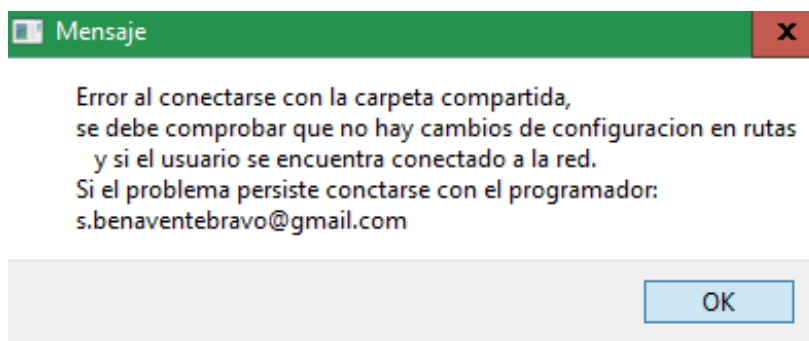 Mensaje
x
Error al conectarse con la carpeta compartida,
se debe comprobar que no hay cambios de configuracion en rutas
y si el usuario se encuentra conectado a la red.
Si el problema persiste conctarse con el programador:
s.benaventebravo@gmail.com
OK